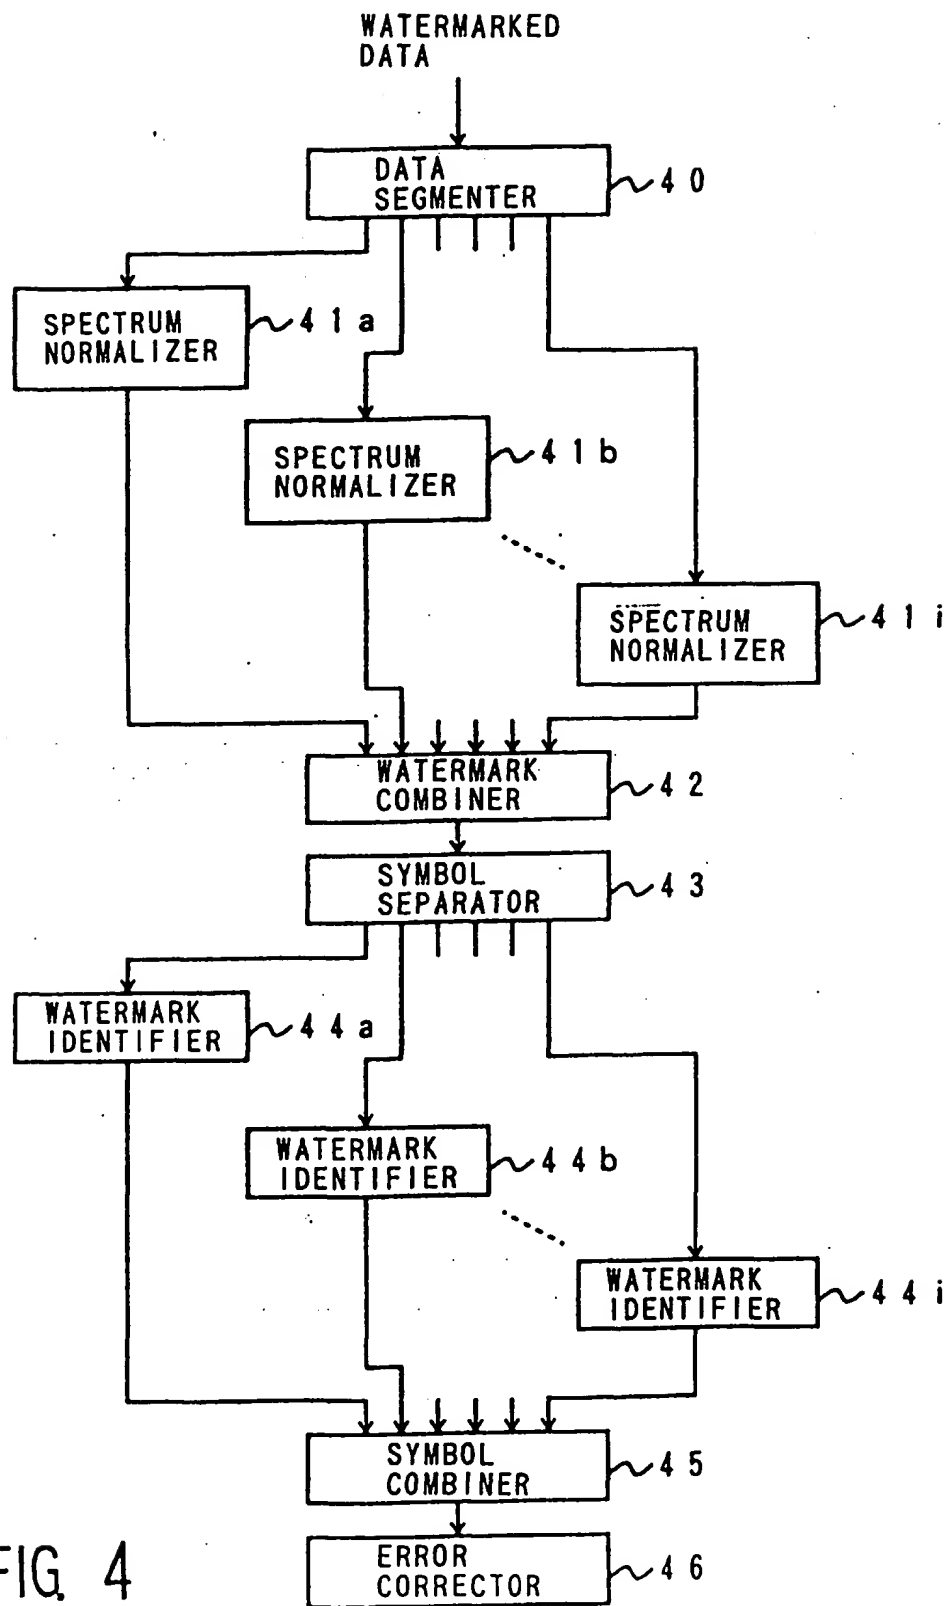 WATERMARKED
DATA
DATA
SEGMENTER
40
SPECTRUM
NORMALIZER
41a
SPECTRUM
NORMALIZER
41b
SPECTRUM
NORMALIZER
41i
WATERMARK
COMBINER
42
SYMBOL
SEPARATOR
43
WATERMARK
IDENTIFIER
44a
WATERMARK
IDENTIFIER
44b
WATERMARK
IDENTIFIER
44i
SYMBOL
COMBINER
45
ERROR
CORRECTOR
46
FIG. 4